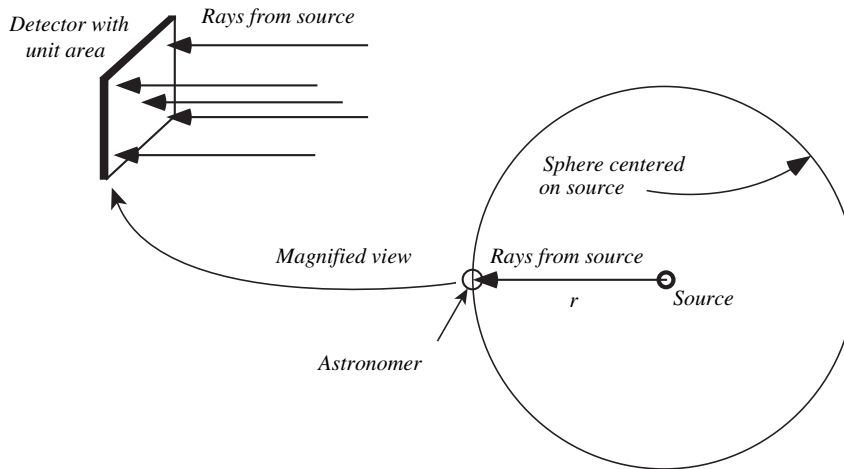 Detector with
unit area
Rays from source
Sphere centered
on source
Magnified view
Rays from source
r
Source
Astronomer